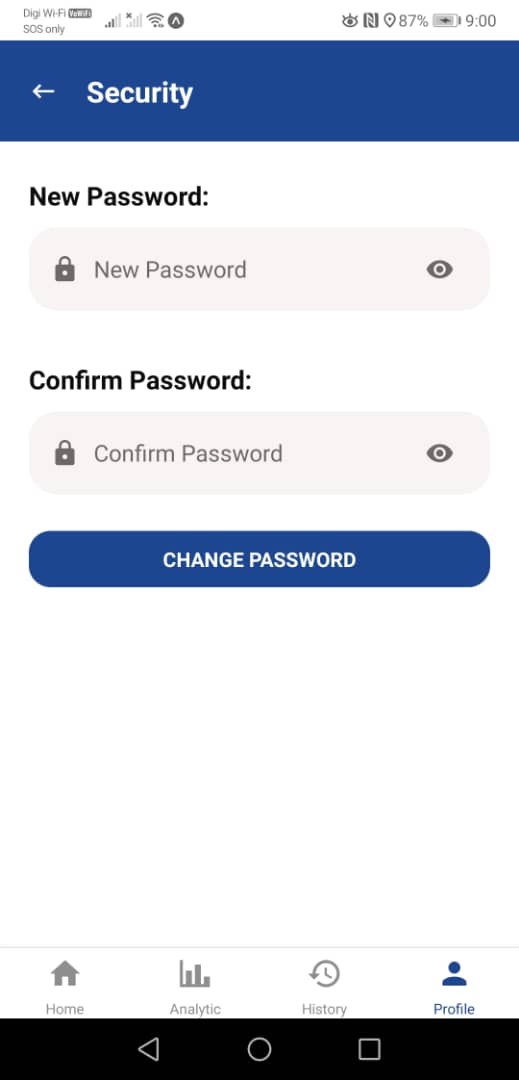 Digi Wi-Fi VoWiFi
SOS only
87% 9:00
Security
New Password:
New Password
Confirm Password:
Confirm Password
CHANGE PASSWORD
Home Analytic History Profile